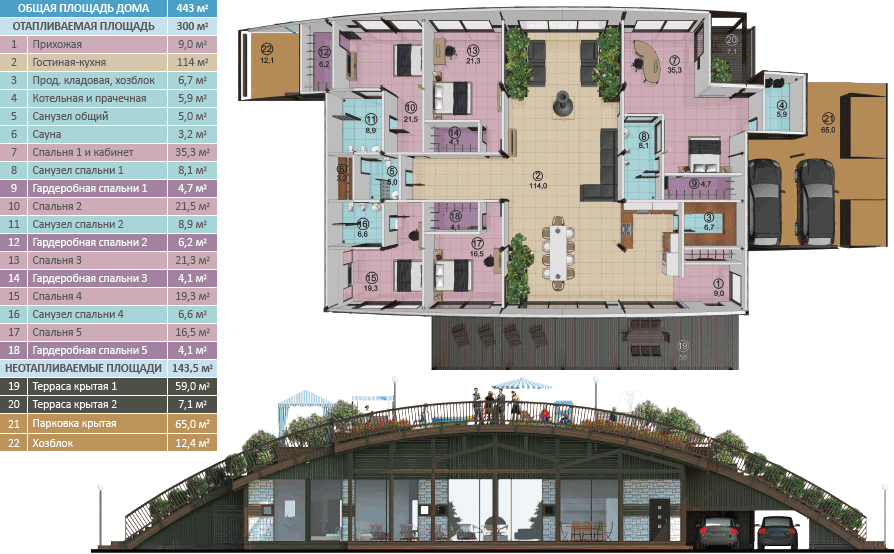 ОБЩАЯ ПЛОЩАДЬ ДОМА 443 м²
ОТАПЛИВАЕМАЯ ПЛОЩАДЬ 300 м²
1 Прихожая 9,0 м²
2 Гостиная-кухня 114 м²
3 Прод. кладовая, хозблок 6,7 м²
4 Котельная и прачечная 5,9 м²
5 Санузел общий 5,0 м²
6 Сауна 3,2 м²
7 Спальня 1 и кабинет 35,3 м²
8 Санузел спальни 1 8,1 м²
9 Гардеробная спальни 1 4,7 м²
10 Спальня 2 21,5 м²
11 Санузел спальни 2 8,9 м²
12 Гардеробная спальни 2 6,2 м²
13 Спальня 3 21,3 м²
14 Гардеробная спальни 3 4,1 м²
15 Спальня 4 19,3 м²
16 Санузел спальни 4 6,6 м²
17 Спальня 5 16,5 м²
18 Гардеробная спальни 5 4,1 м²
НЕОТАПЛИВАЕМЫЕ ПЛОЩАДИ 143,5 м²
19 Терраса крытая 1 59,0 м²
20 Терраса крытая 2 7,1 м²
21 Парковка крытая 65,0 м²
22 Хозблок 12,4 м²
22
12,1
12
6,2
13
21,3
7
35,3
20
7,1
10
21,5
11
8,9
14
4,1
8
8,1
4
5,9
21
65,0
6
3,2
5
5,0
2
114,0
9 4,7
16
6,6
18
4,1
3
6,7
17
16,5
15
19,3
1
9,0
19
59